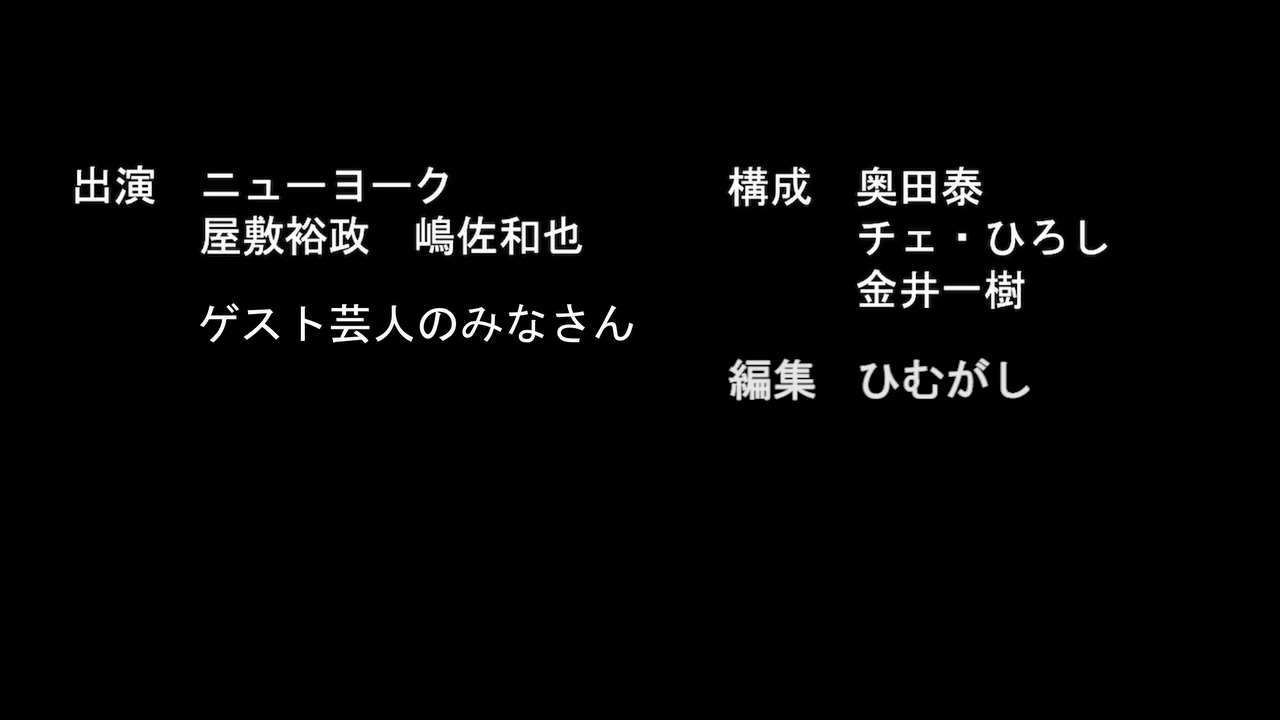 出演　ニューヨーク
屋敷裕政　嶋佐和也
ゲスト芸人のみなさん
構成　奥田泰
チェ・ひろし
金井一樹
編集　ひむがし